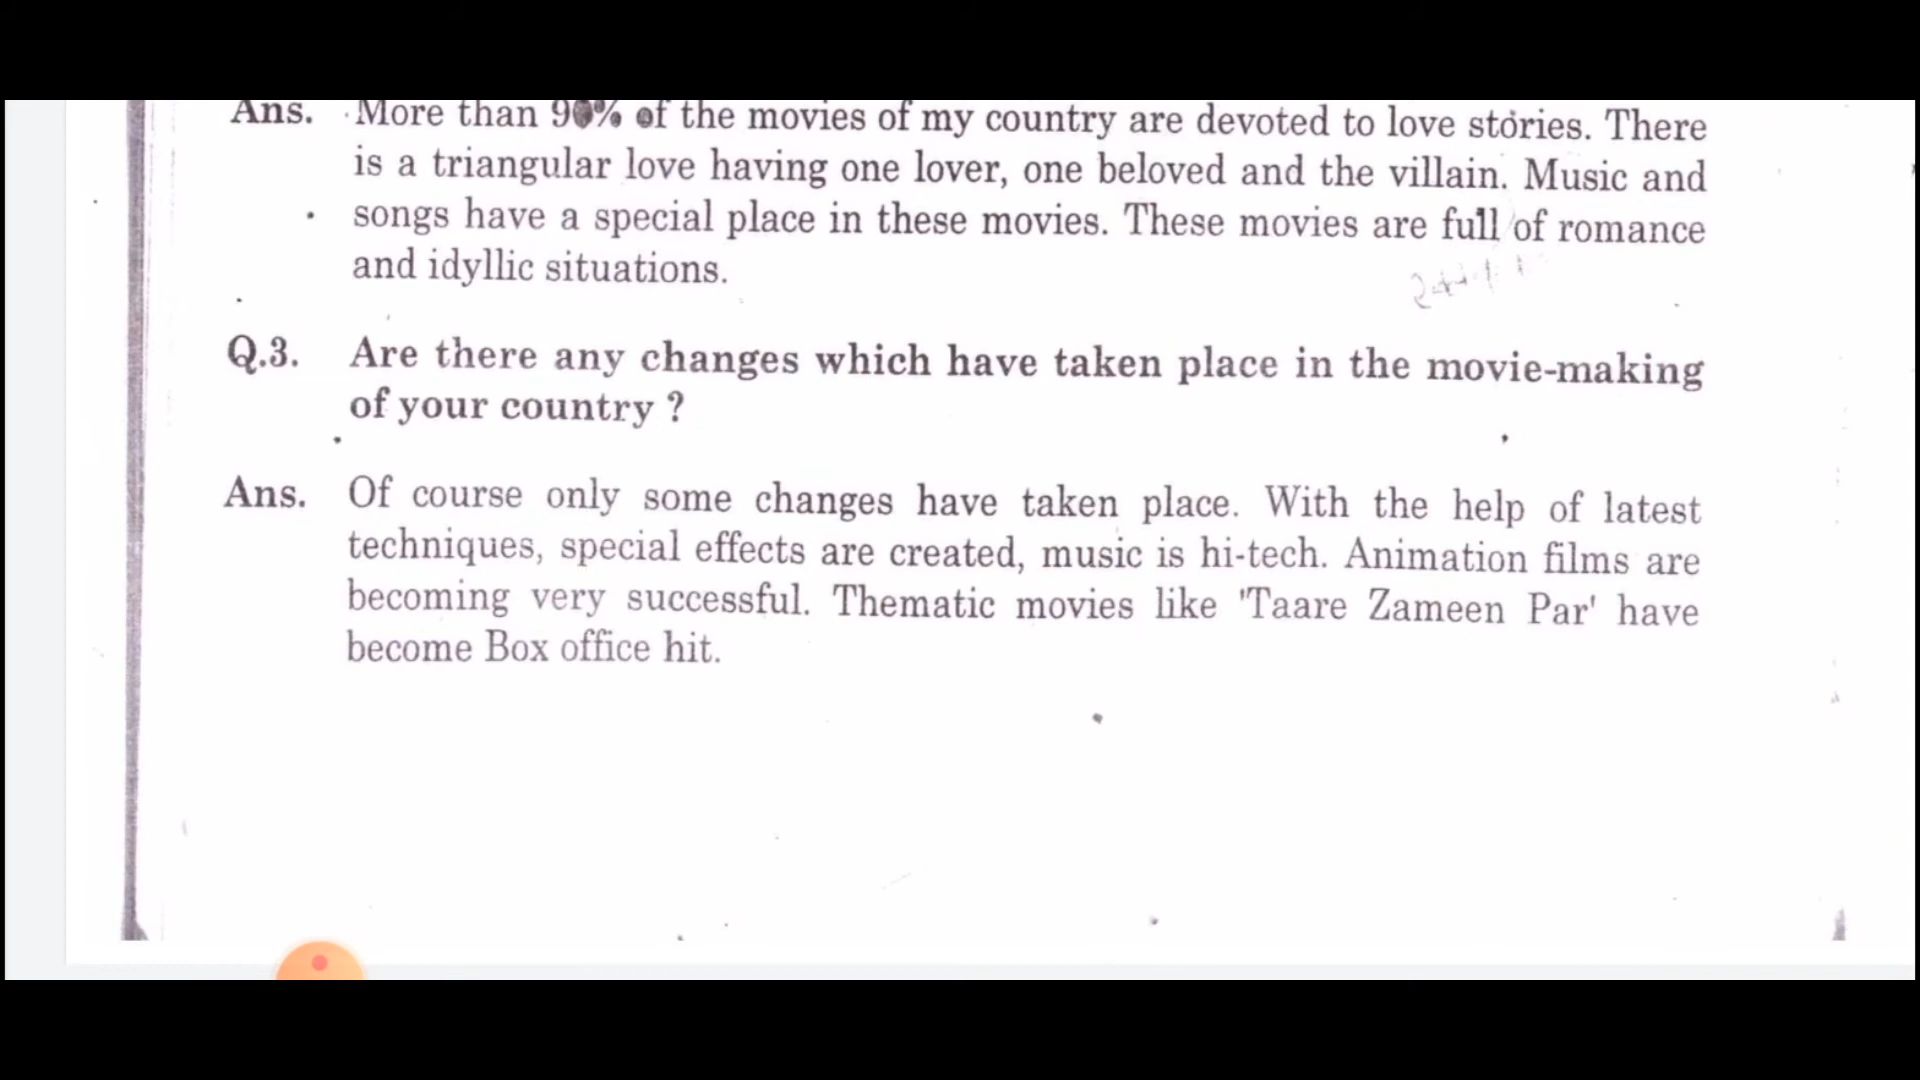 Ans. More than 90% of the movies of my country are devoted to love stories. There
is a triangular love having one lover, one beloved and the villain. Music and
songs have a special place in these movies. These movies are full of romance
and idyllic situations.
Q.3. Are there any changes which have taken place in the movie-making
of your country ?
Ans. Of course only some changes have taken place. With the help of latest
techniques, special effects are created, music is hi-tech. Animation films are
becoming very successful. Thematic movies like 'Taare Zameen Par' have
become Box office hit.